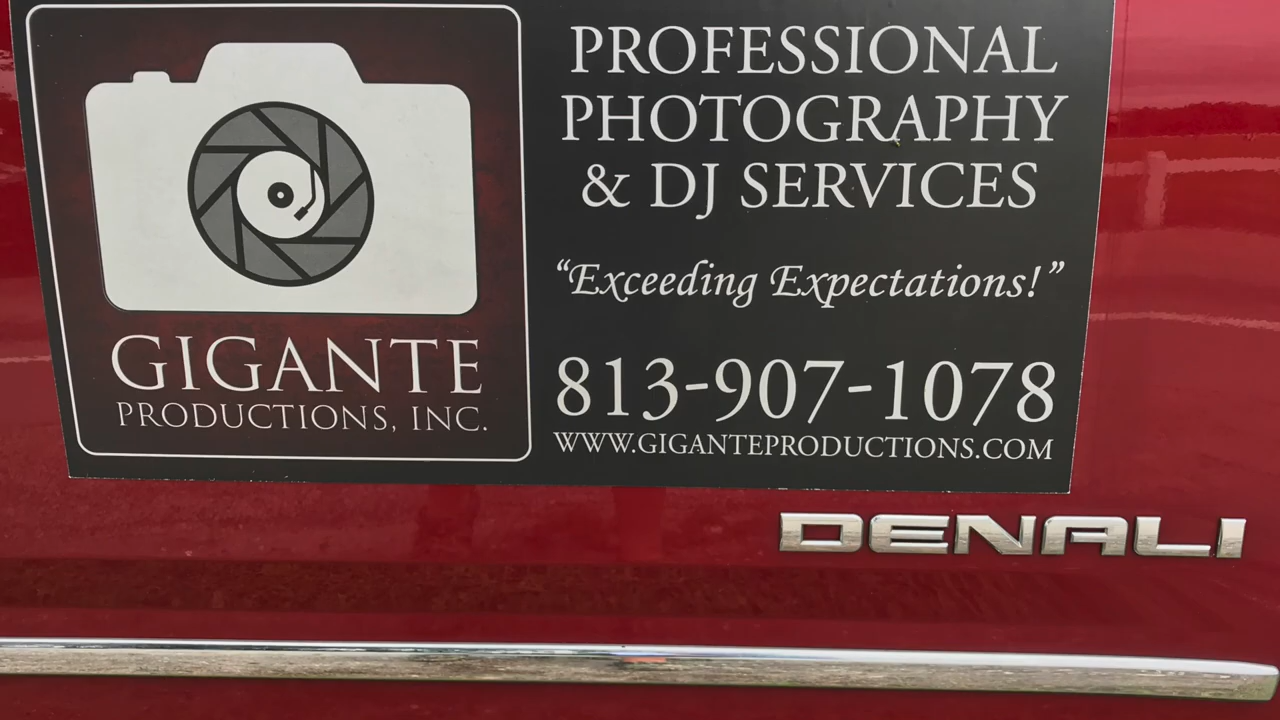 GIGANTE
PRODUCTIONS, INC.
PROFESSIONAL
PHOTOGRAPHY
& DJ SERVICES
“Exceeding Expectations!”
813-907-1078
WWW.GIGANTEPRODUCTIONS.COM
DENALI